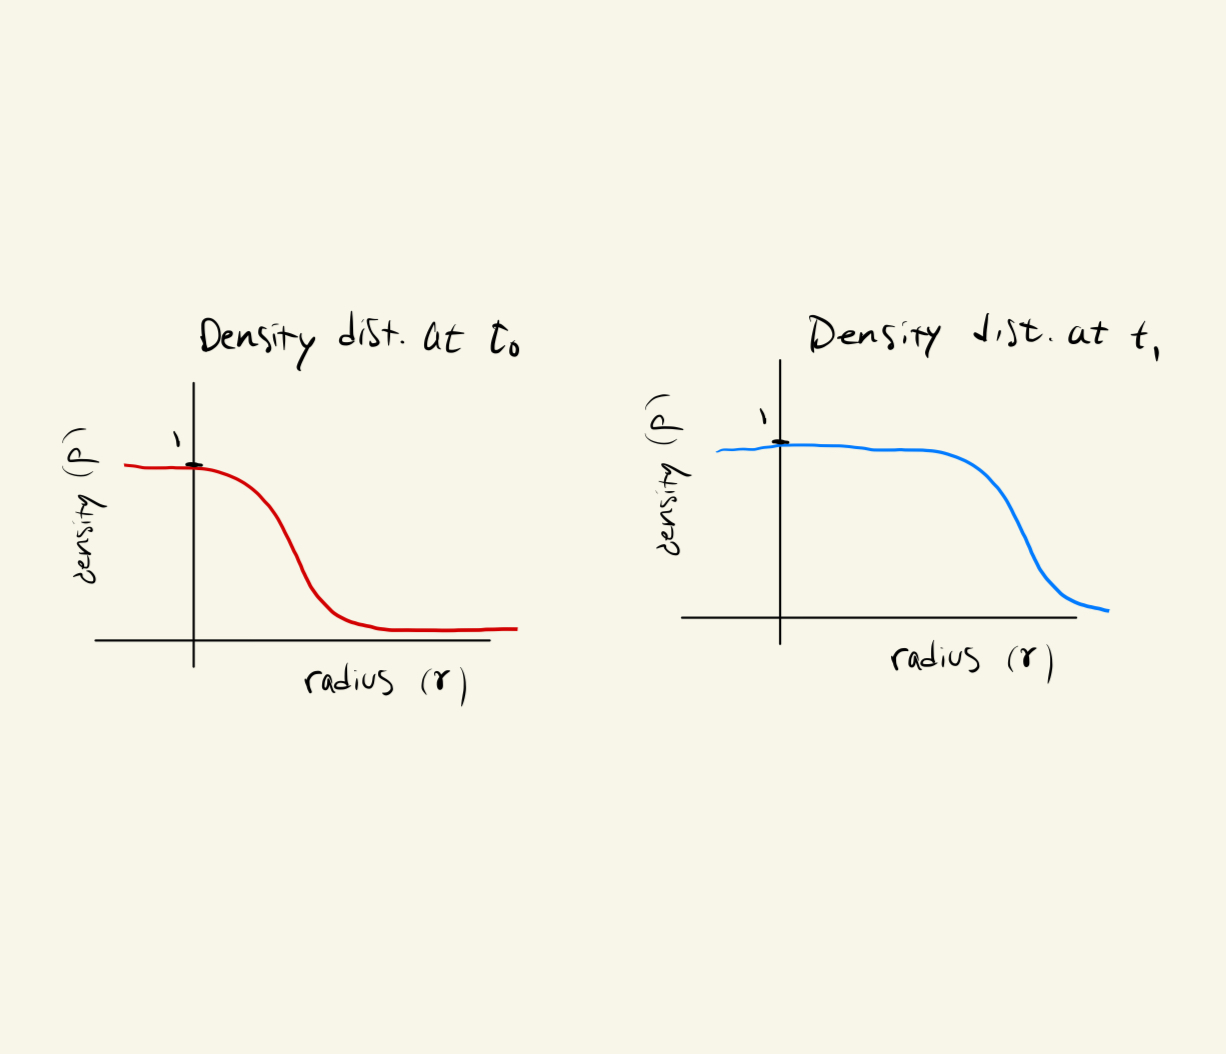 Density dist. at t₀
1
density (ρ)
radius (r)
Density dist. at t₁
1
density (ρ)
radius (r)